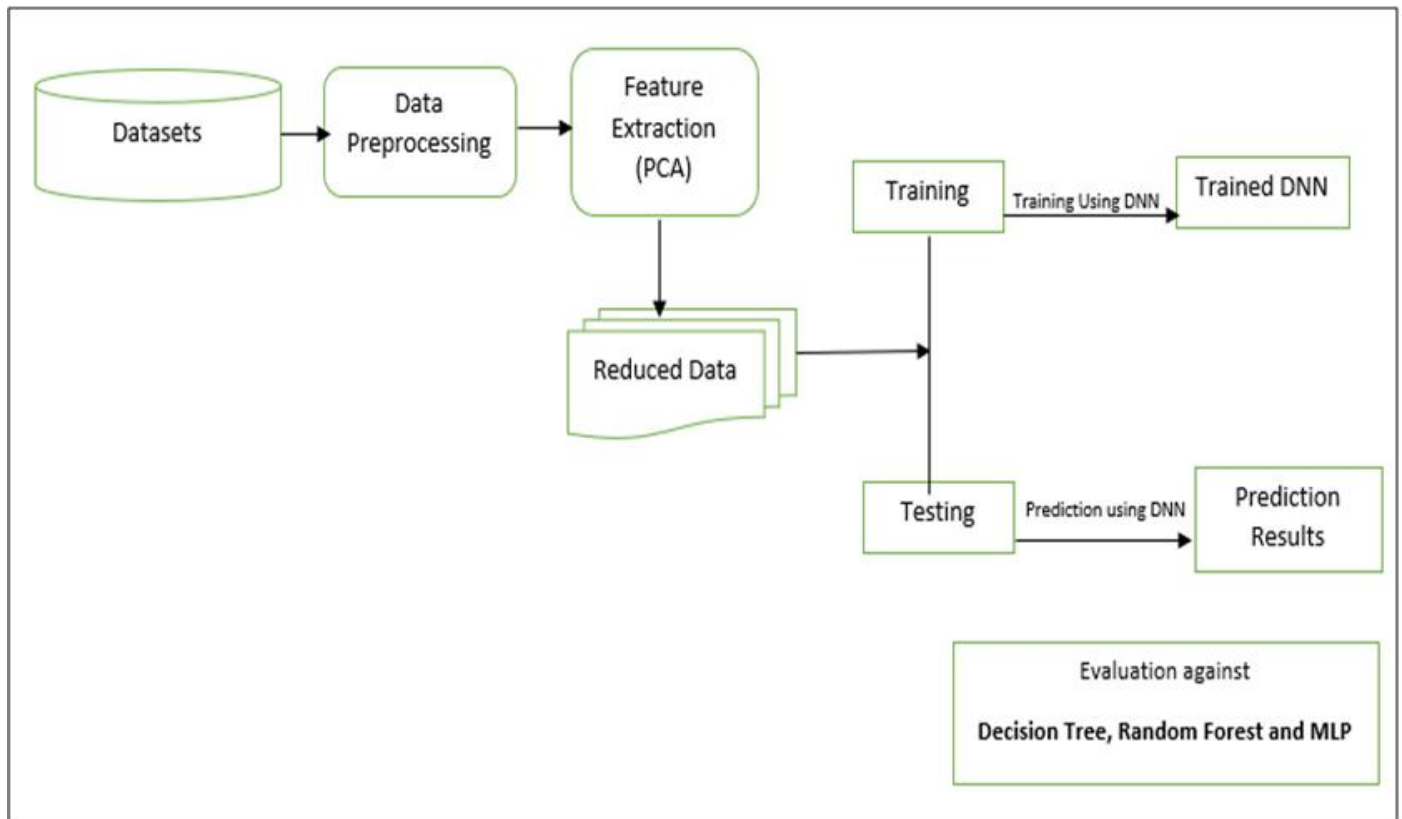 Datasets
Data
Preprocessing
Feature
Extraction
(PCA)
Reduced Data
Training
Training Using DNN
Trained DNN
Testing
Prediction using DNN
Prediction
Results
Evaluation against
Decision Tree, Random Forest and MLP